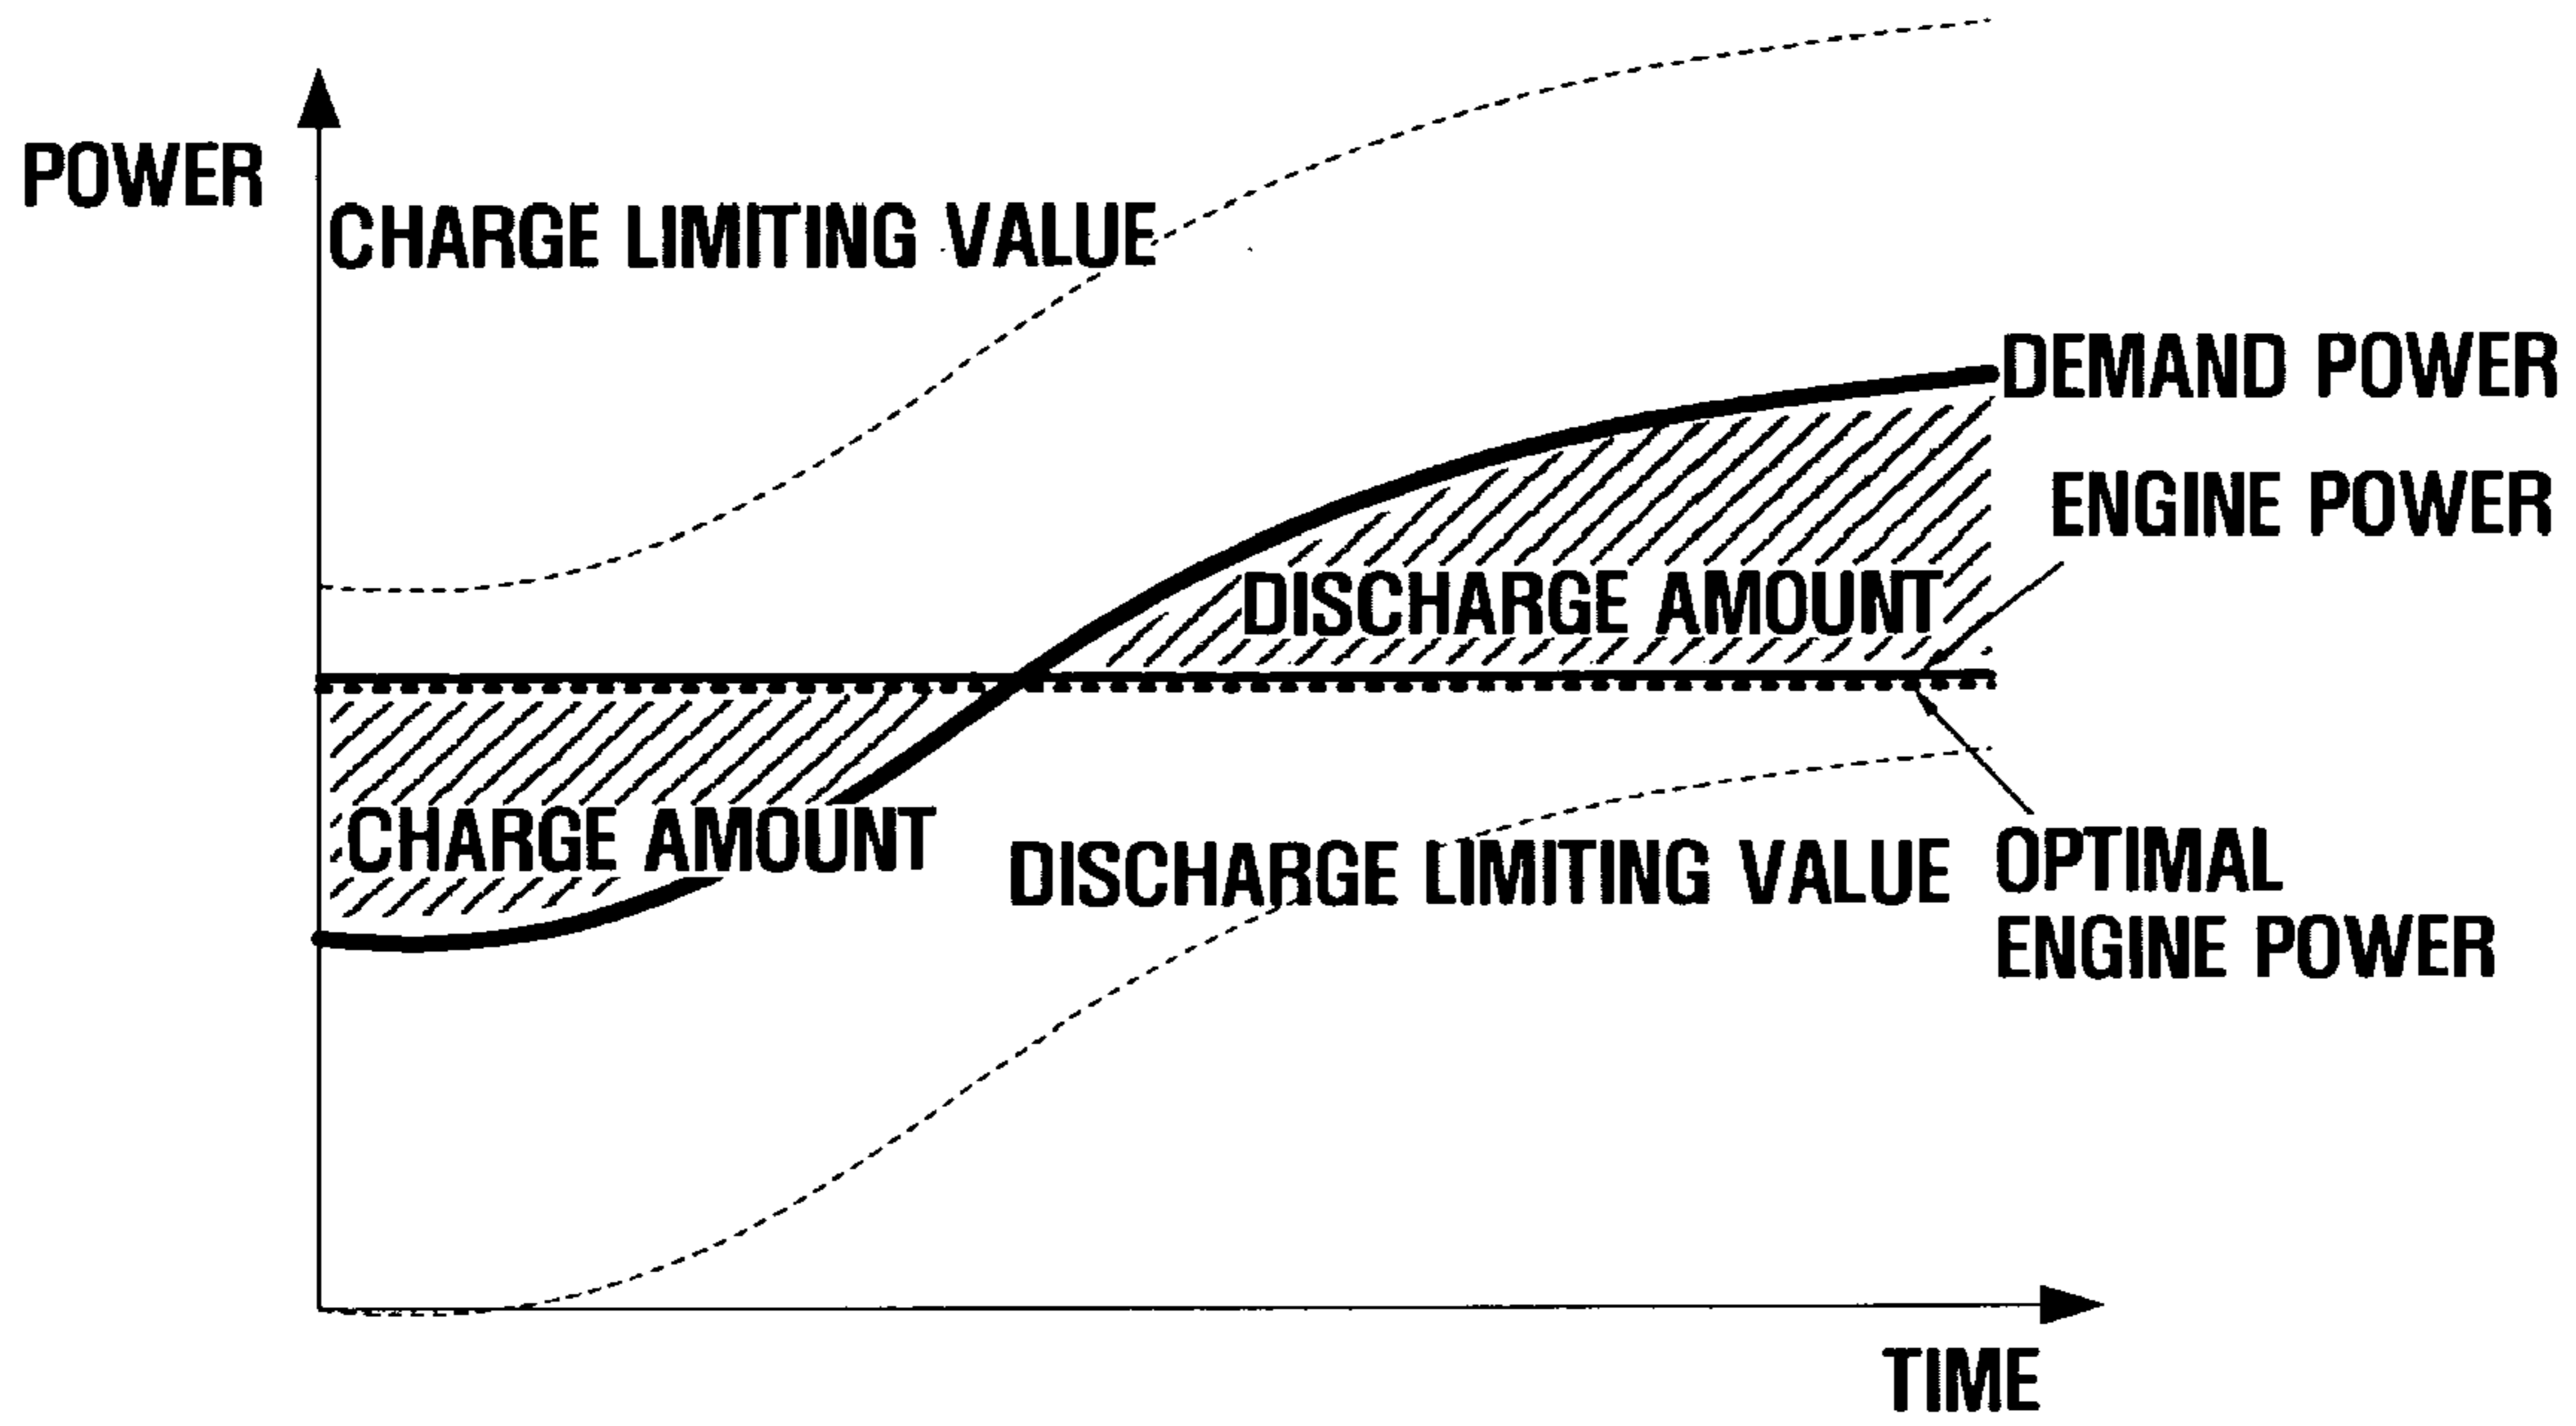 POWER
CHARGE LIMITING VALUE
DEMAND POWER
ENGINE POWER
DISCHARGE AMOUNT
CHARGE AMOUNT
DISCHARGE LIMITING VALUE
OPTIMAL
ENGINE POWER
TIME